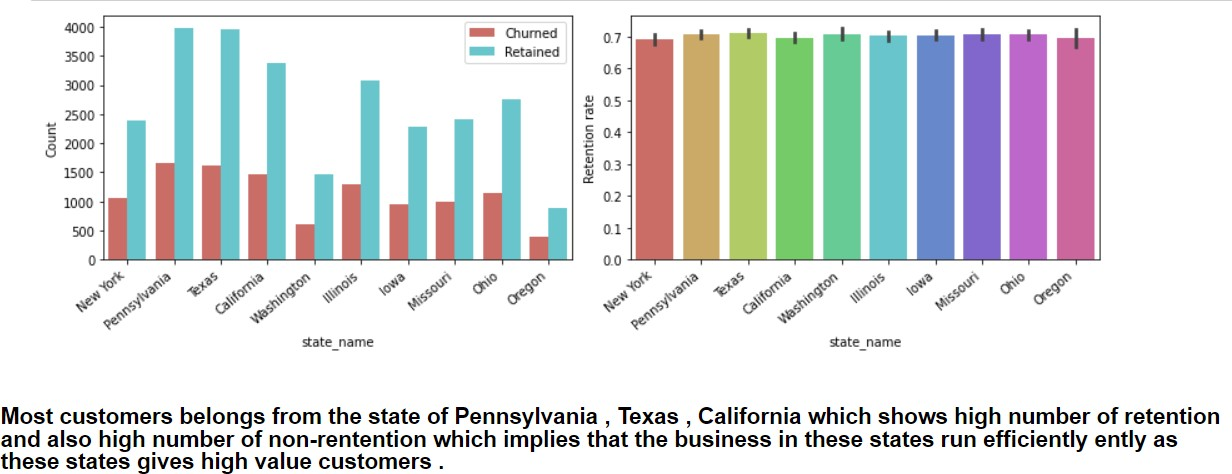 4000
3500
3000
2500
2000
1500
1000
500
0
Count
Churned
Retained
New York
Pennsylvania
Texas
California
Washington
Illinois
Iowa
Missouri
Ohio
Oregon
state_name
0.7
0.6
0.5
0.4
0.3
0.2
0.1
0.0
Retention rate
New York
Pennsylvania
Texas
California
Washington
Illinois
Iowa
Missouri
Ohio
Oregon
state_name
Most customers belongs from the state of Pennsylvania , Texas , California which shows high number of retention
and also high number of non-rentention which implies that the business in these states run efficiently ently as
these states gives high value customers .